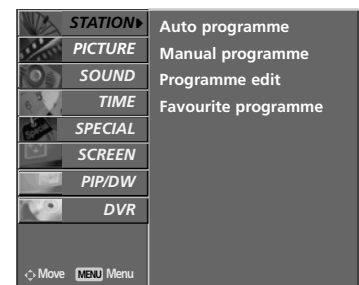 STATION
PICTURE
SOUND
TIME
SPECIAL
SCREEN
PIP/DW
DVR
Move MENU Menu
Auto programme
Manual programme
Programme edit
Favourite programme